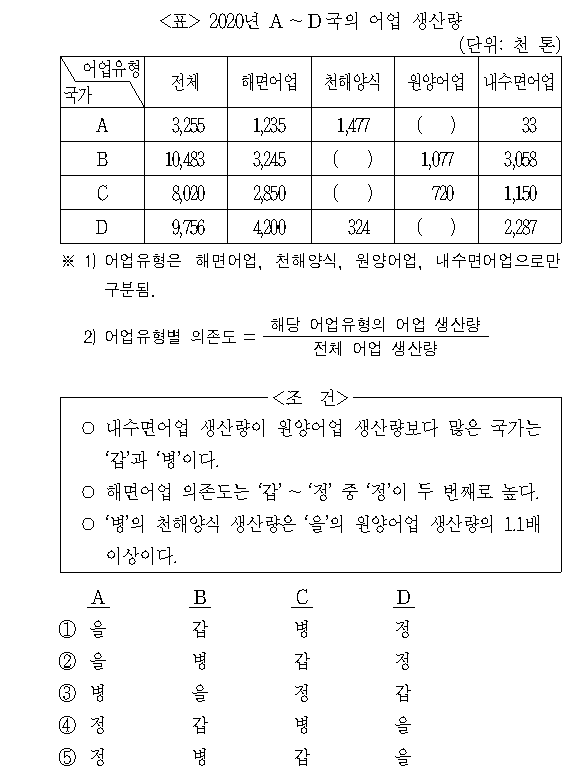 <표> 2020년 A ~ D국의 어업 생산량
(단위: 천 톤)
어업유형
국가 전체 해면어업 천해양식 원양어업 내수면어업
A 3,255 1,235 1,477 ( ) 33
B 10,483 3,245 ( ) 1,077 3,058
C 8,020 2,850 ( ) 720 1,150
D 9,756 4,200 324 ( ) 2,287
※ 1) 어업유형은 해면어업, 천해양식, 원양어업, 내수면어업으로만
구분됨.
2) 어업유형별 의존도 = 해당 어업유형의 어업 생산량
전체 어업 생산량
<조 건>
○ 내수면어업 생산량이 원양어업 생산량보다 많은 국가는
‘갑’과 ‘병’이다.
○ 해면어업 의존도는 ‘갑’ ~ ‘정’ 중 ‘정’이 두 번째로 높다.
○ ‘병’의 천해양식 생산량은 ‘을’의 원양어업 생산량의 1.1배
이상이다.
A B C D
① 을 갑 병 정
② 을 병 갑 정
③ 병 을 정 갑
④ 정 갑 병 을
⑤ 정 병 갑 을